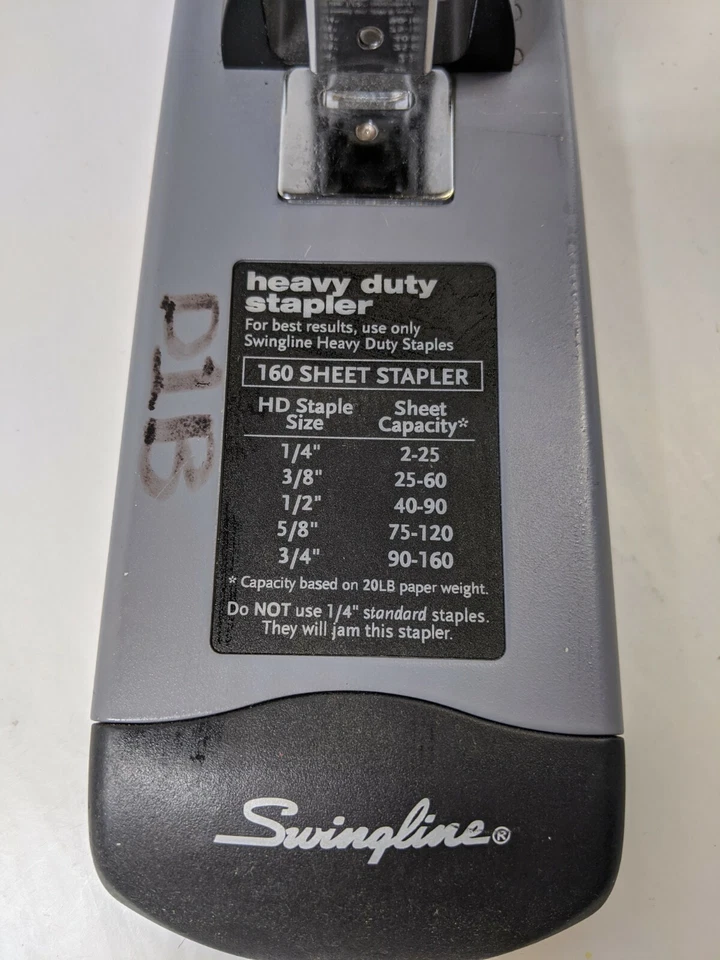 heavy duty
stapler
For best results, use only
Swingline Heavy Duty Staples
160 SHEET STAPLER
HD Staple Size Sheet Capacity*
1/4" 2-25
3/8" 25-60
1/2" 40-90
5/8" 75-120
3/4" 90-160
* Capacity based on 20LB paper weight.
Do NOT use 1/4" standard staples.
They will jam this stapler.
D1B
Swingline®